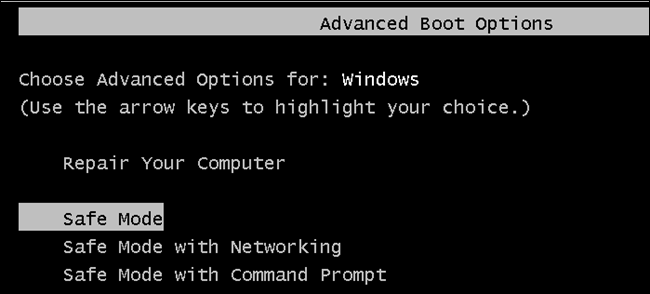 Advanced Boot Options
Choose Advanced Options for: Windows
(Use the arrow keys to highlight your choice.)
Repair Your Computer
Safe Mode
Safe Mode with Networking
Safe Mode with Command Prompt